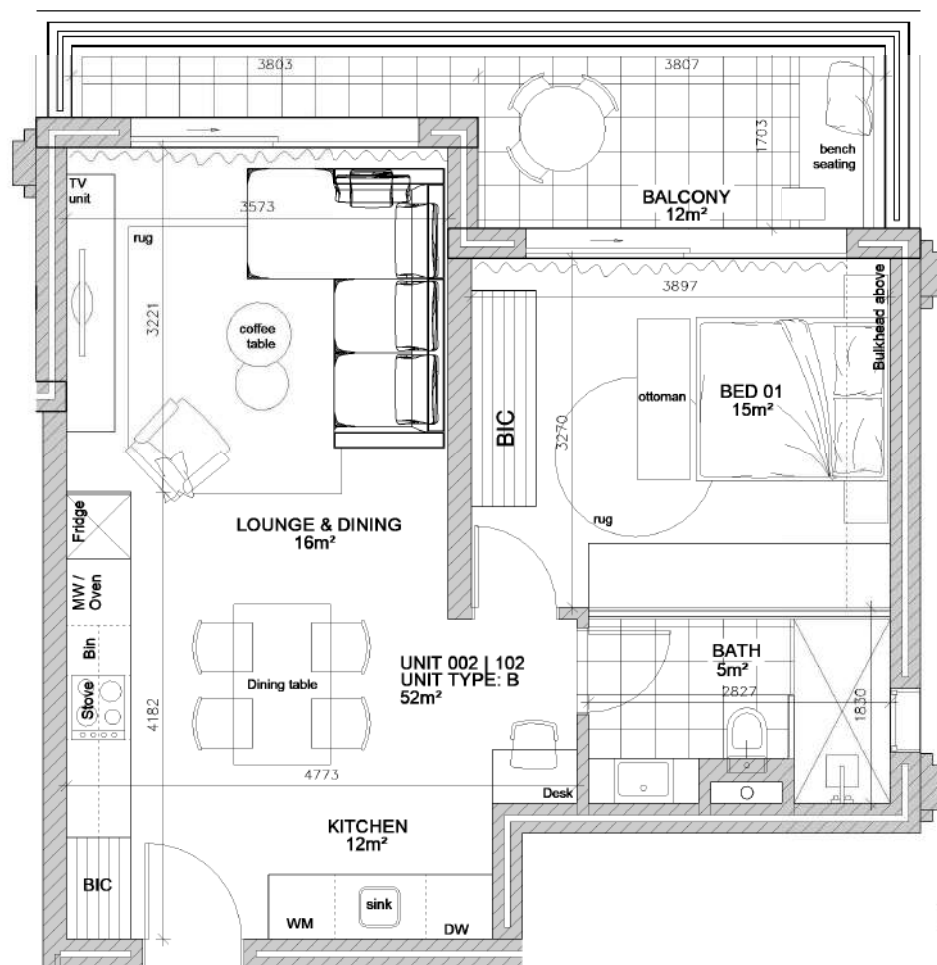 3803
3807
1703
bench
seating
BALCONY
12m²
TV
unit
3573
rug
3221
coffee
table
3897
Bulkhead above
BED 01
15m²
ottoman
BIC
3270
rug
LOUNGE & DINING
16m²
Fridge
MW /
Oven
Bin
Stove
4182
Dining table
UNIT 002 | 102
UNIT TYPE: B
52m²
BATH
5m²
2827
1830
4773
Desk
KITCHEN
12m²
BIC
WM
sink
DW